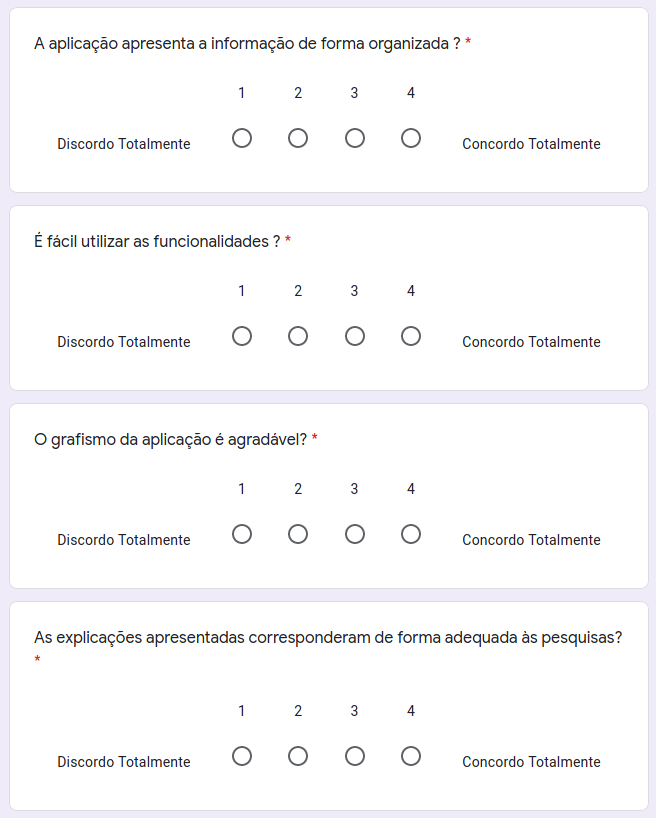 A aplicação apresenta a informação de forma organizada ? *
1 2 3 4
Discordo Totalmente Concordo Totalmente
É fácil utilizar as funcionalidades ? *
1 2 3 4
Discordo Totalmente Concordo Totalmente
O grafismo da aplicação é agradável? *
1 2 3 4
Discordo Totalmente Concordo Totalmente
As explicações apresentadas corresponderam de forma adequada às pesquisas?
*
1 2 3 4
Discordo Totalmente Concordo Totalmente